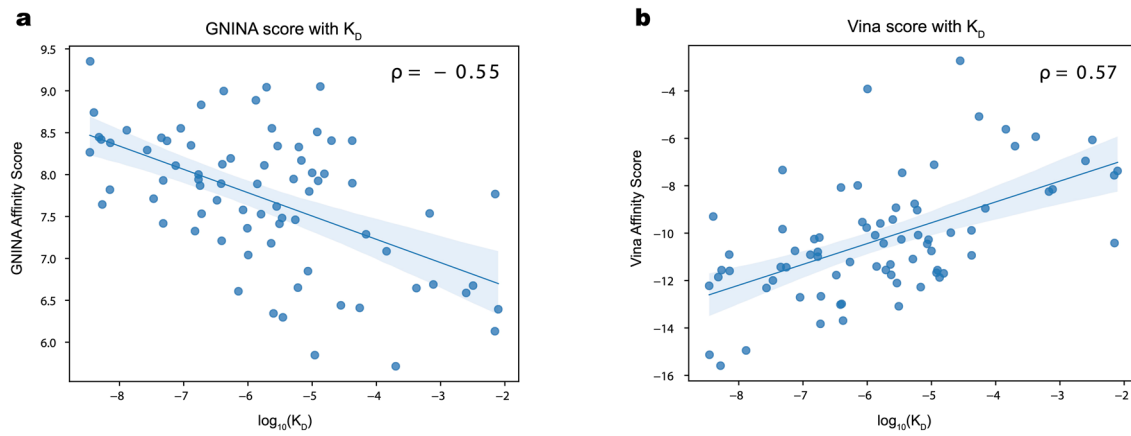 a
GNINA score with K_D
ρ = − 0.55
9.5
9.0
8.5
8.0
7.5
7.0
6.5
6.0
GNINA Affinity Score
−8 −7 −6 −5 −4 −3 −2
log₁₀(K_D)
b
Vina score with K_D
ρ = 0.57
−4
−6
−8
−10
−12
−14
−16
Vina Affinity Score
−8 −7 −6 −5 −4 −3 −2
log₁₀(K_D)